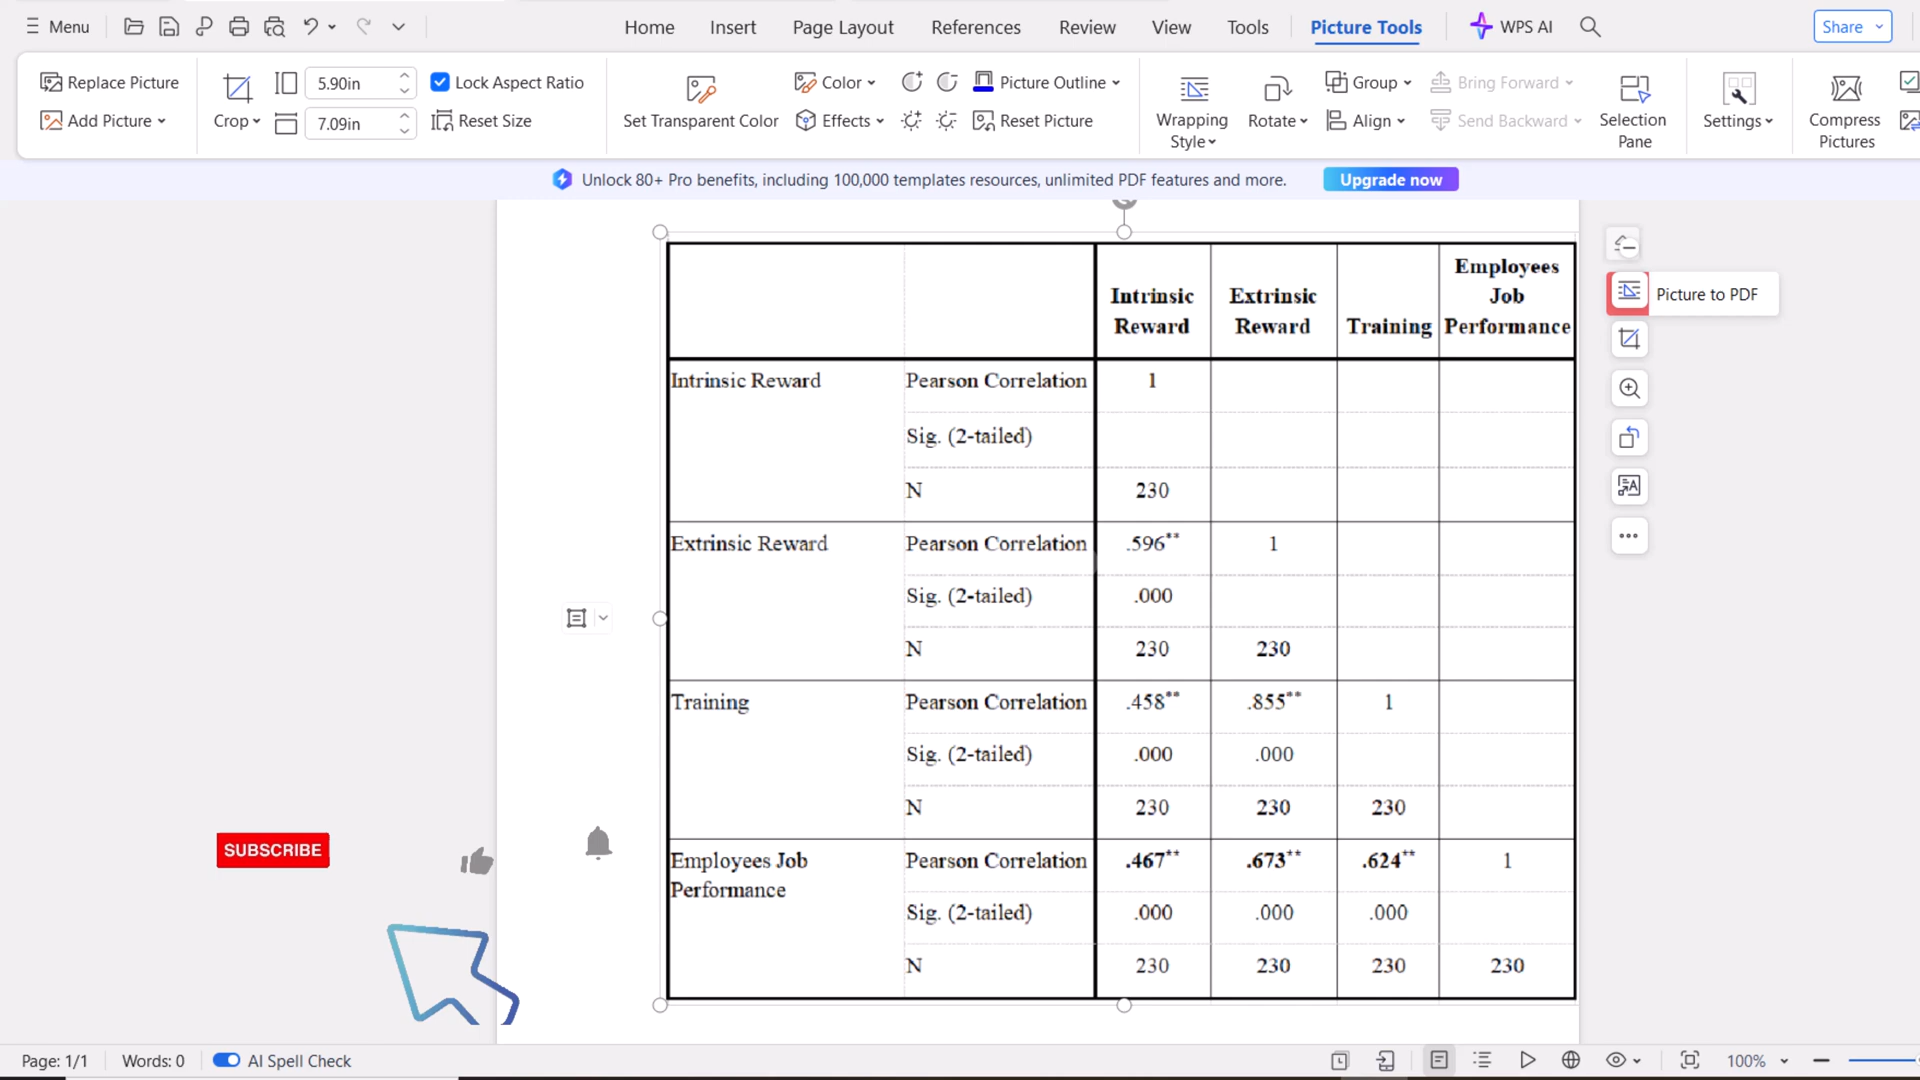 Menu
Home Insert Page Layout References Review View Tools Picture Tools WPS AI
Share
Replace Picture
Add Picture
Crop
5.90in
7.09in
Lock Aspect Ratio
Reset Size
Set Transparent Color
Color
Effects
Picture Outline
Reset Picture
Wrapping
Style
Rotate
Group
Align
Bring Forward
Send Backward
Selection
Pane
Settings
Compress
Pictures
Unlock 80+ Pro benefits, including 100,000 templates resources, unlimited PDF features and more.
Upgrade now
Picture to PDF
Intrinsic Reward Extrinsic Reward Training Employees Job Performance
Intrinsic Reward Pearson Correlation 1
Sig. (2-tailed)
N 230
Extrinsic Reward Pearson Correlation .596** 1
Sig. (2-tailed) .000
N 230 230
Training Pearson Correlation .458** .855** 1
Sig. (2-tailed) .000 .000
N 230 230 230
Employees Job Performance Pearson Correlation .467** .673** .624** 1
Sig. (2-tailed) .000 .000 .000
N 230 230 230 230
SUBSCRIBE
Page: 1/1 Words: 0 AI Spell Check
100%